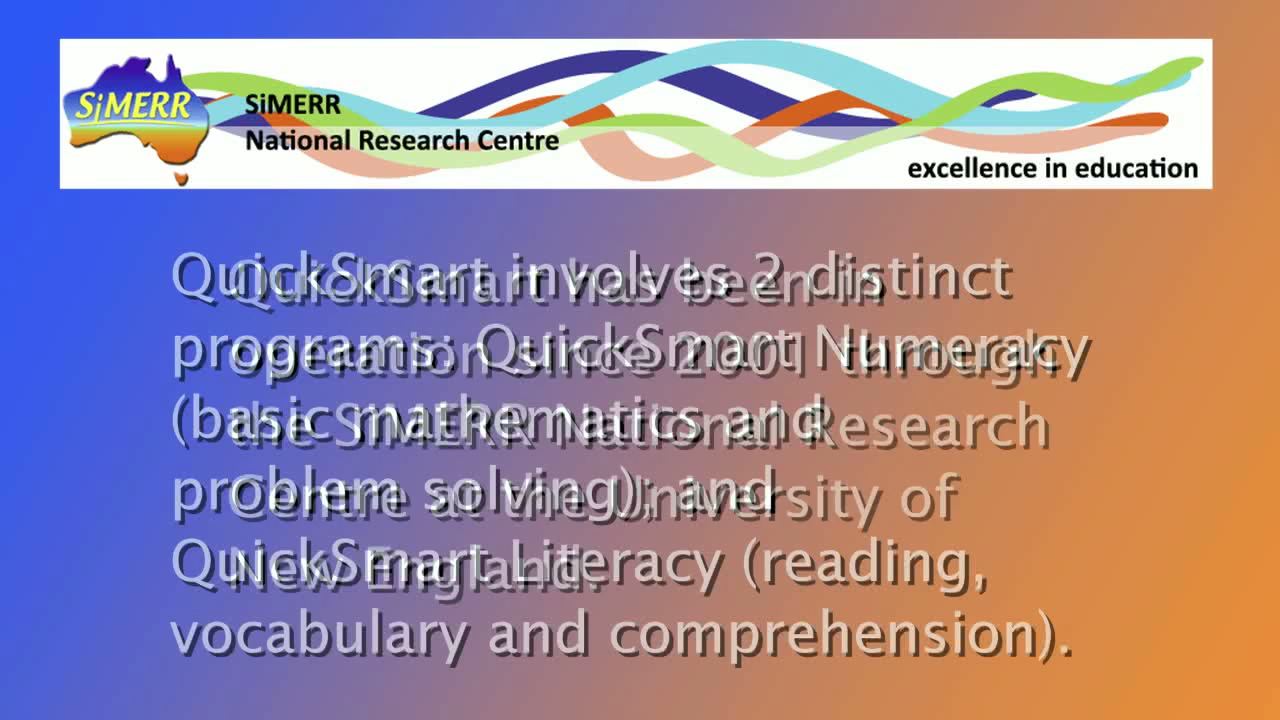 SiMERR
SiMERR
National Research Centre
excellence in education
QuickSmart involves 2 distinct
programs: QuickSmart Numeracy
(basic mathematics and
problem solving); and
QuickSmart Literacy (reading,
vocabulary and comprehension).
QuickSmart has been in
operation since 2001 through
the SiMERR National Research
Centre at the University of
New England.